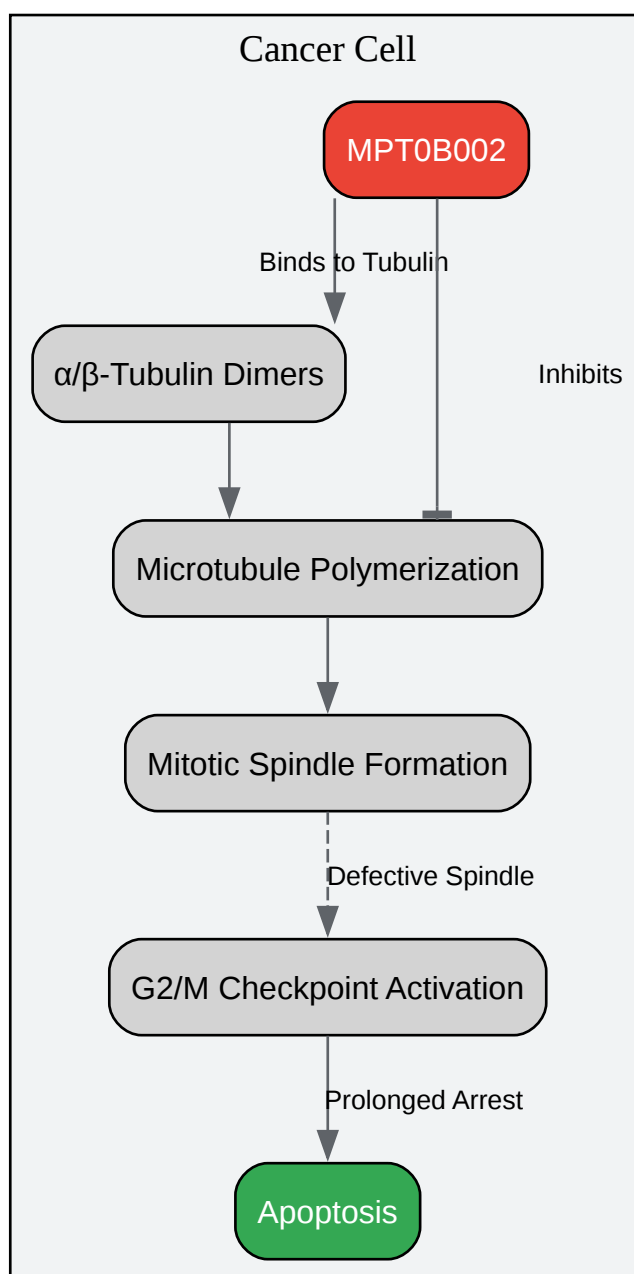 Cancer Cell
MPT0B002
Binds to Tubulin
α/β-Tubulin Dimers
Inhibits
Microtubule Polymerization
Mitotic Spindle Formation
Defective Spindle
G2/M Checkpoint Activation
Prolonged Arrest
Apoptosis